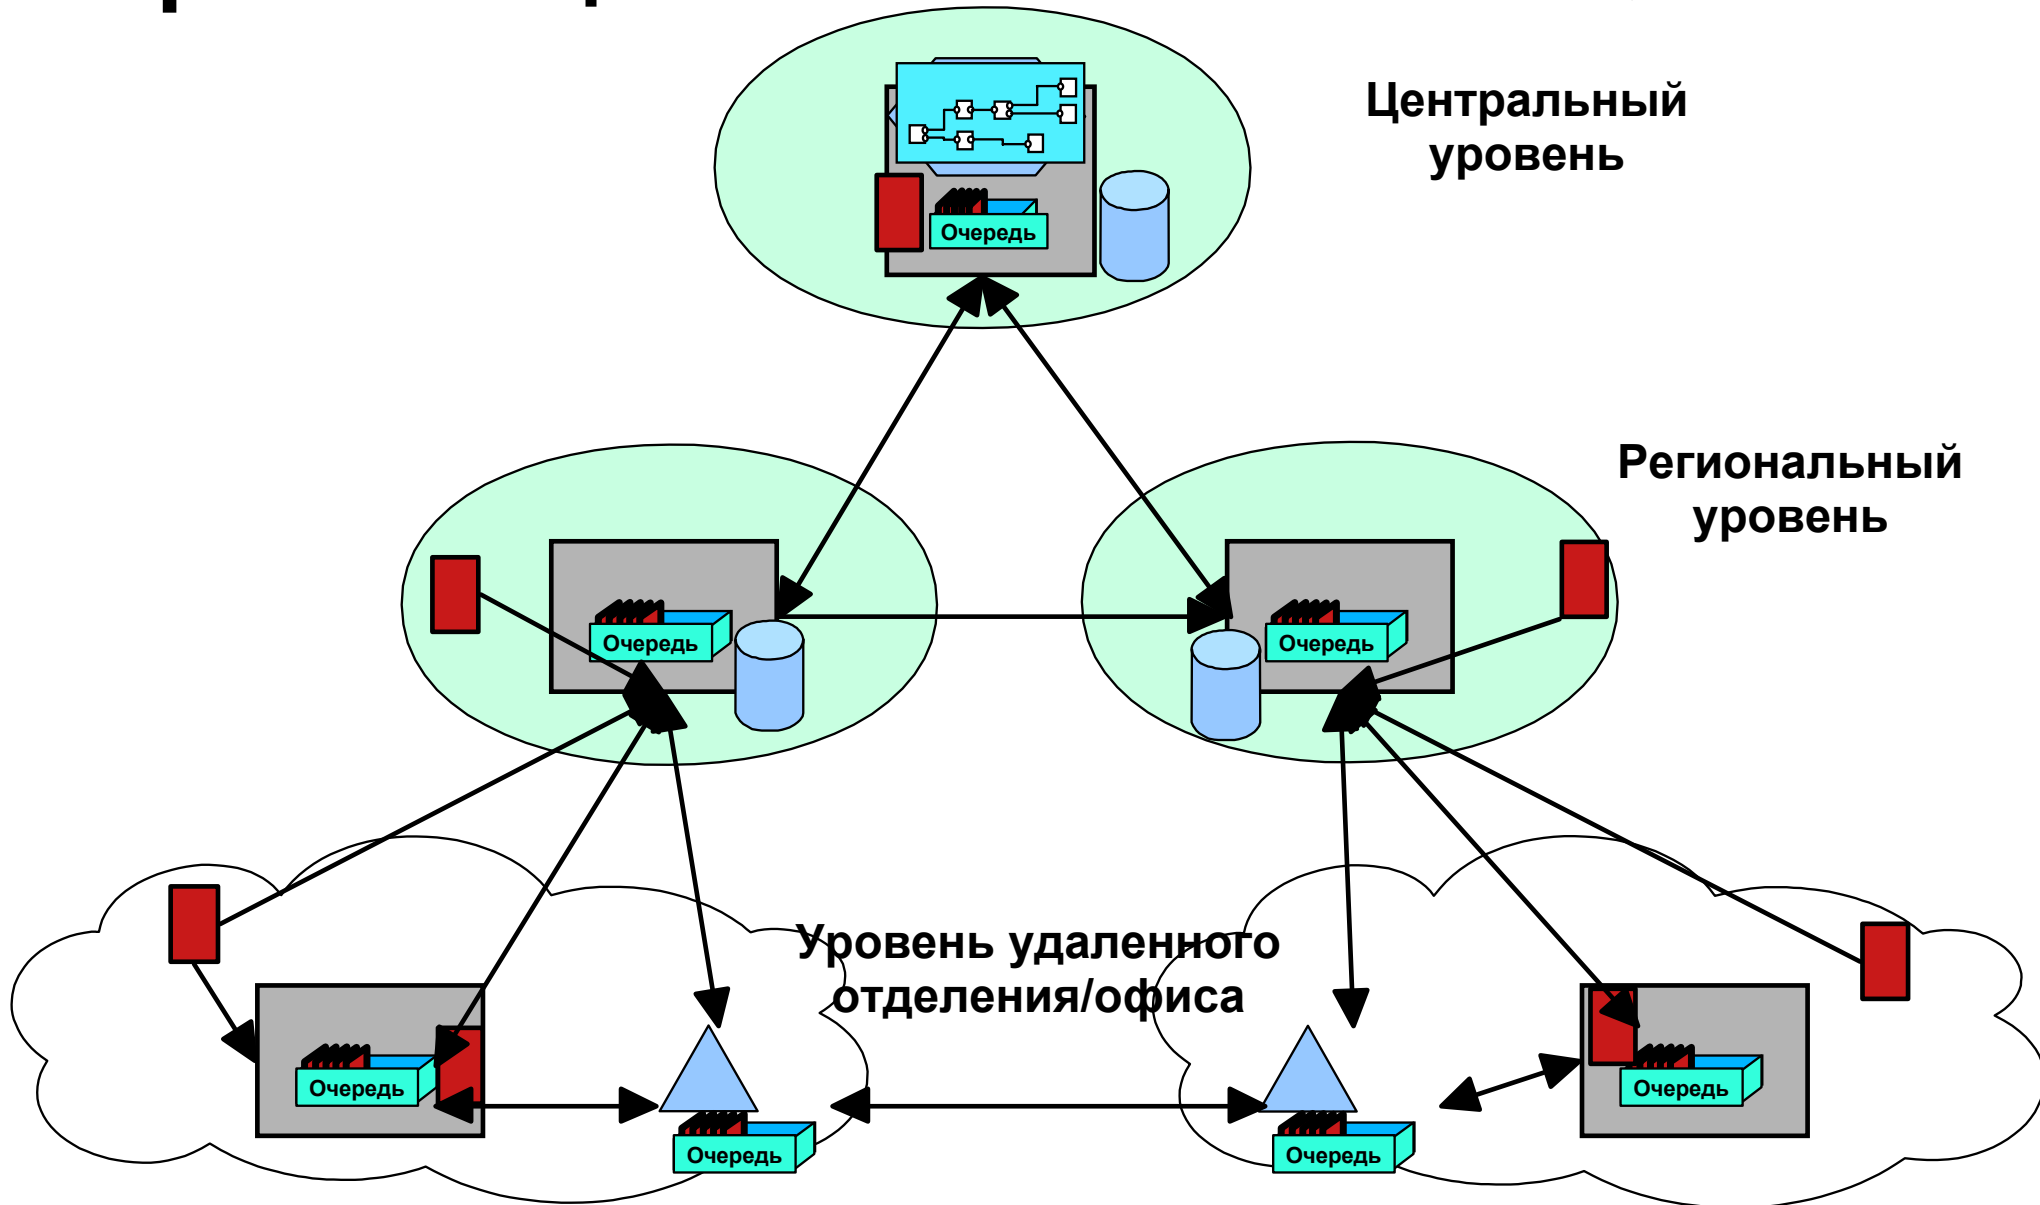 Центральный
уровень
Очередь
Региональный
уровень
Очередь
Очередь
Уровень удаленного
отделения/офиса
Очередь
Очередь
Очередь
Очередь